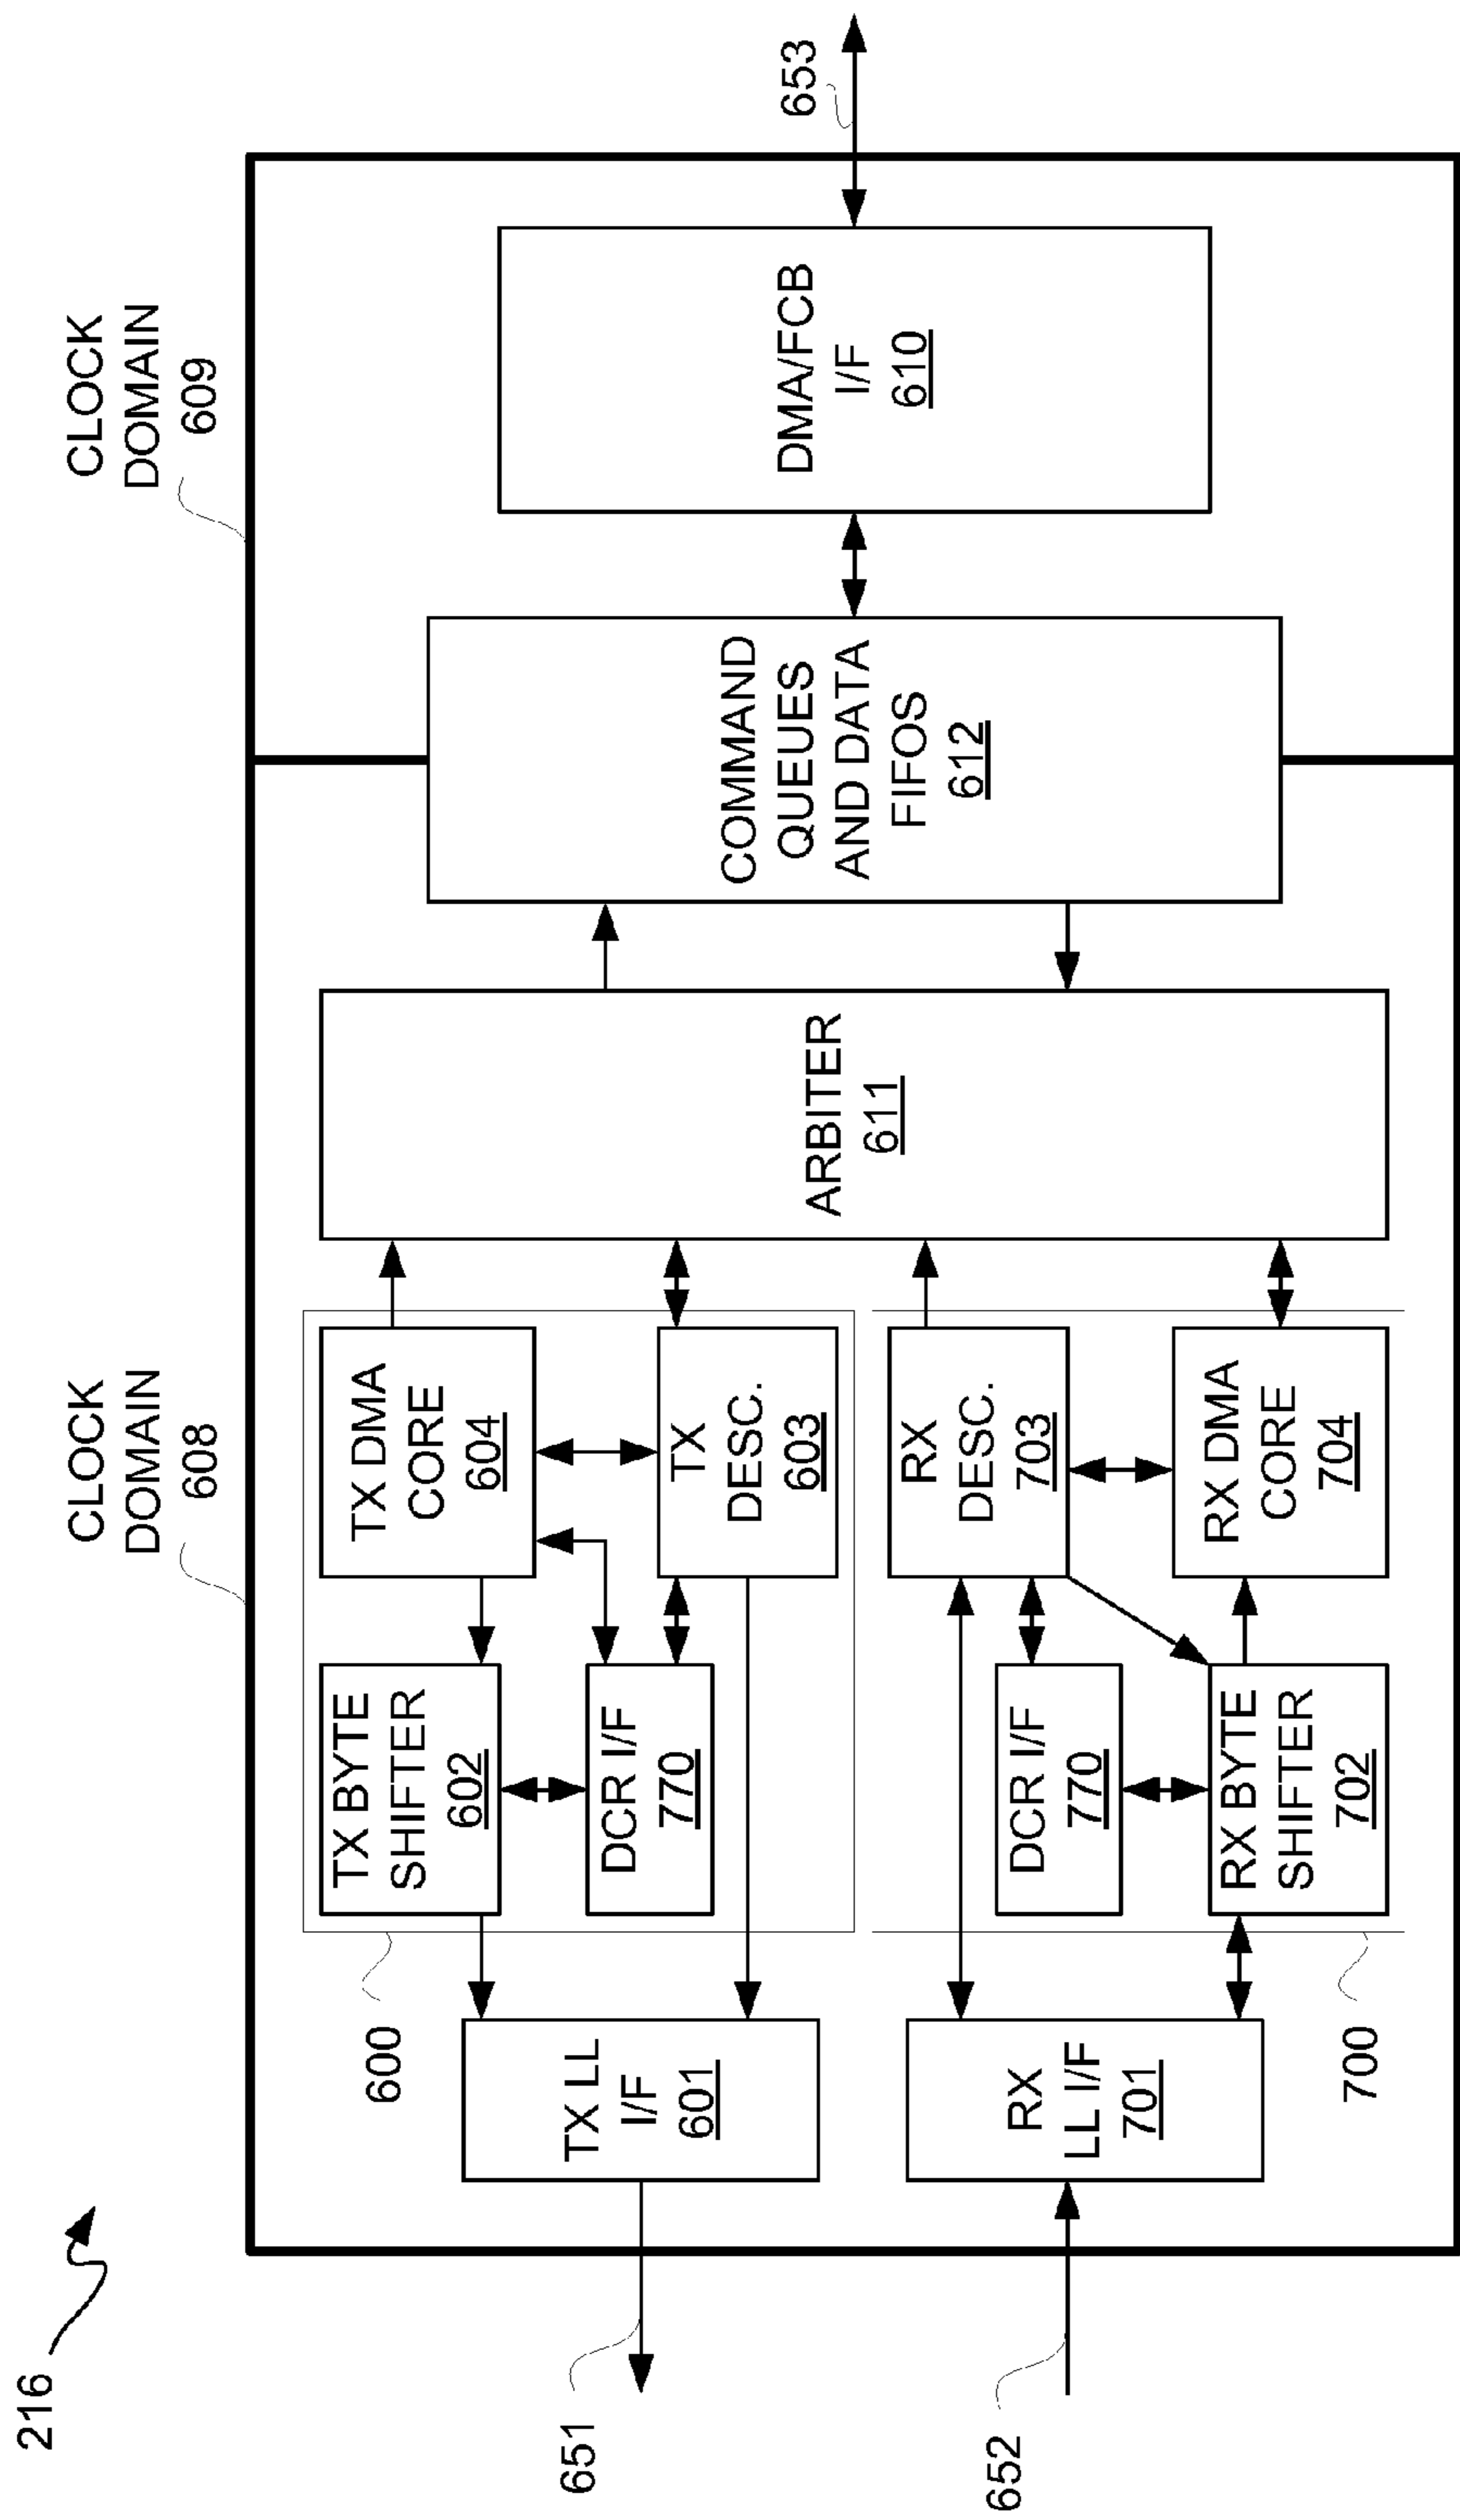 216
CLOCK
DOMAIN
608
CLOCK
DOMAIN
609
600
TX BYTE
SHIFTER
602
TX DMA
CORE
604
651
TX LL
I/F
601
DCR I/F
770
TX
DESC.
603
ARBITER
611
COMMAND
QUEUES
AND DATA
FIFOS
612
DMA/FCB
I/F
610
653
652
RX
LL I/F
701
DCR I/F
770
RX
DESC.
703
RX BYTE
SHIFTER
702
RX DMA
CORE
704
700